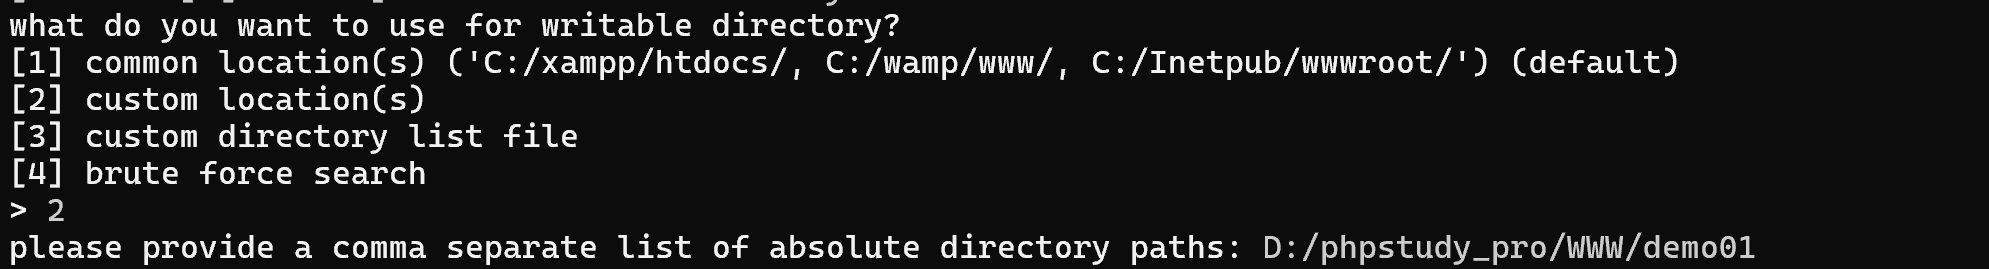 what do you want to use for writable directory?
[1] common location(s) ('C:/xampp/htdocs/, C:/wamp/www/, C:/Inetpub/wwwroot/') (default)
[2] custom location(s)
[3] custom directory list file
[4] brute force search
> 2
please provide a comma separate list of absolute directory paths: D:/phpstudy_pro/WWW/demo01